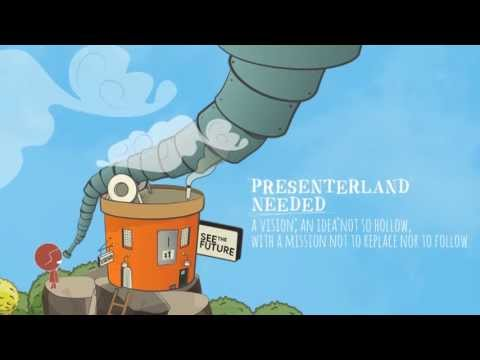 PRESENTERLAND
NEEDED
A VISION, AN IDEA NOT SO HOLLOW,
WITH A MISSION NOT TO REPLACE NOR TO FOLLOW
SEE THE
FUTURE